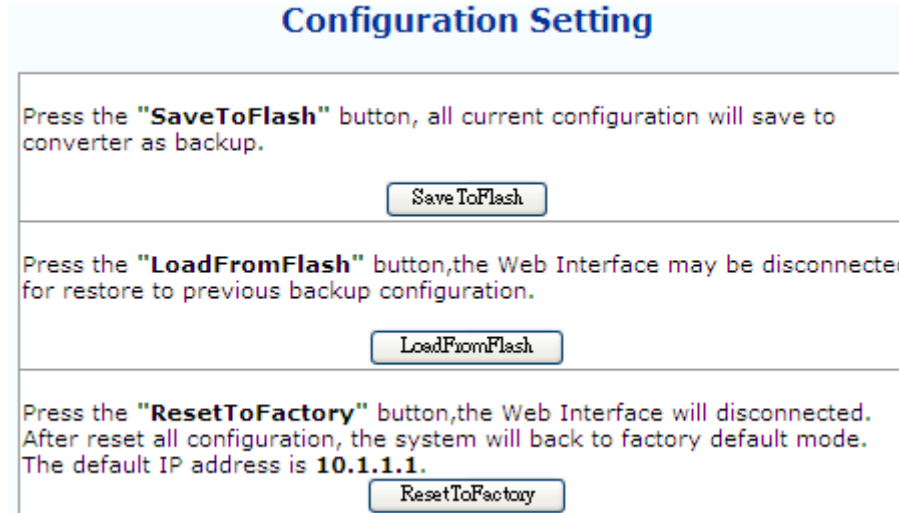 Configuration Setting
Press the "SaveToFlash" button, all current configuration will save to
converter as backup.
SaveToFlash
Press the "LoadFromFlash" button,the Web Interface may be disconnected
for restore to previous backup configuration.
LoadFromFlash
Press the "ResetToFactory" button,the Web Interface will disconnected.
After reset all configuration, the system will back to factory default mode.
The default IP address is 10.1.1.1.
ResetToFactory